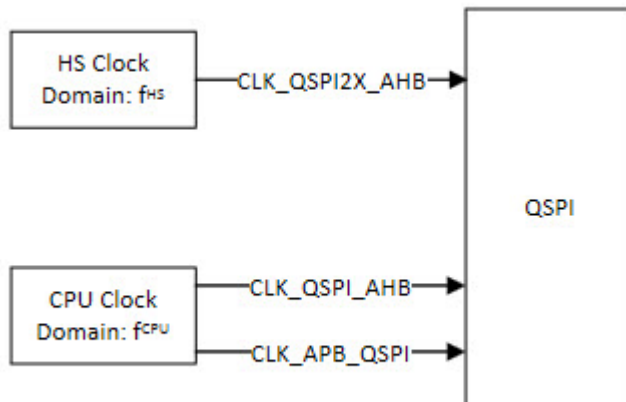 HS Clock
Domain: fᴴˢ
CLK_QSPI2X_AHB
QSPI
CPU Clock
Domain: fᶜᴾᵁ
CLK_QSPI_AHB
CLK_APB_QSPI